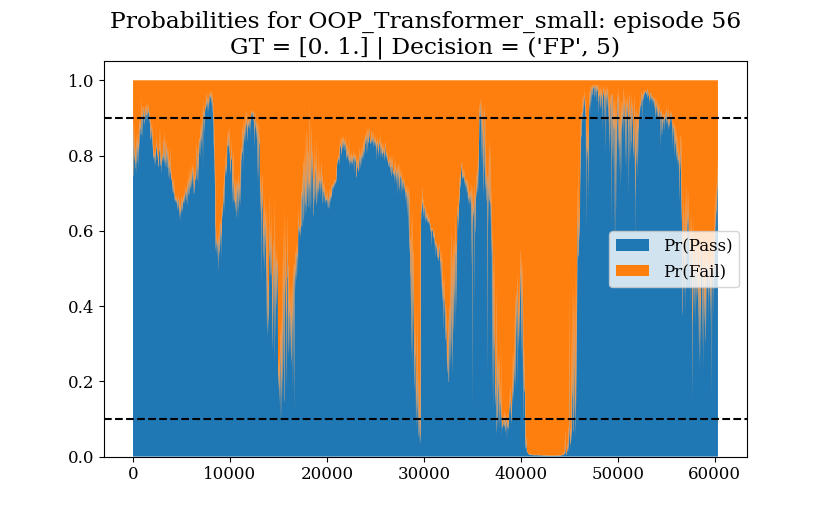 Probabilities for OOP_Transformer_small: episode 56
GT = [0. 1.] | Decision = ('FP', 5)
1.0
0.8
0.6
0.4
0.2
0.0
Pr(Pass)
Pr(Fail)
0 10000 20000 30000 40000 50000 60000